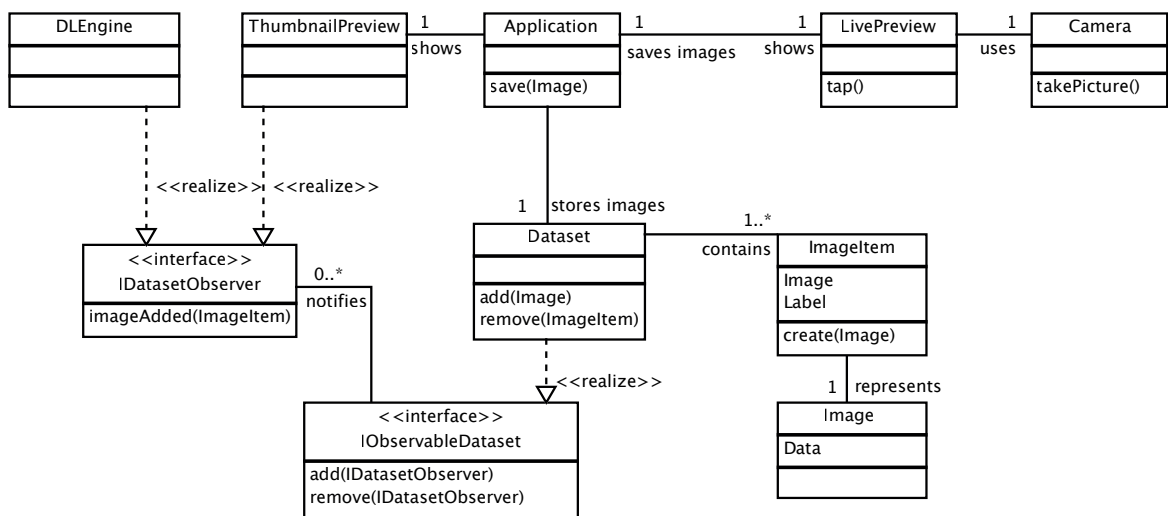 DLEngine
ThumbnailPreview
1
shows
Application
save(Image)
1
saves images
1
shows
LivePreview
tap()
1
uses
Camera
takePicture()
<<realize>>
<<realize>>
1
stores images
<<interface>>
IDatasetObserver
imageAdded(ImageItem)
0..*
notifies
Dataset
add(Image)
remove(ImageItem)
1..*
contains
ImageItem
Image
Label
create(Image)
<<realize>>
1
represents
<<interface>>
IObservableDataset
add(IDatasetObserver)
remove(IDatasetObserver)
Image
Data